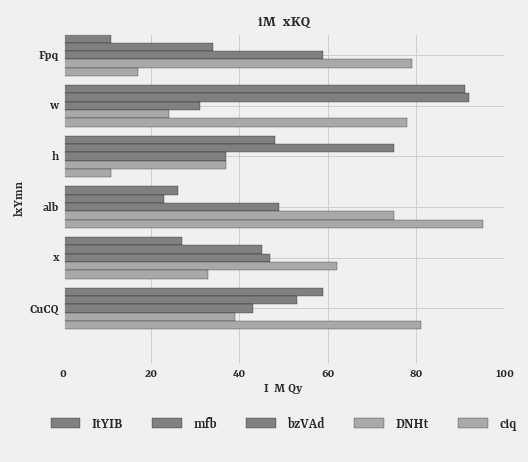 iM xKQ
Fpq
w
h
alb
x
CuCQ
lxYmn
0 20 40 60 80 100
I M Qy
ItYIB mfb bzVAd DNHt ciq